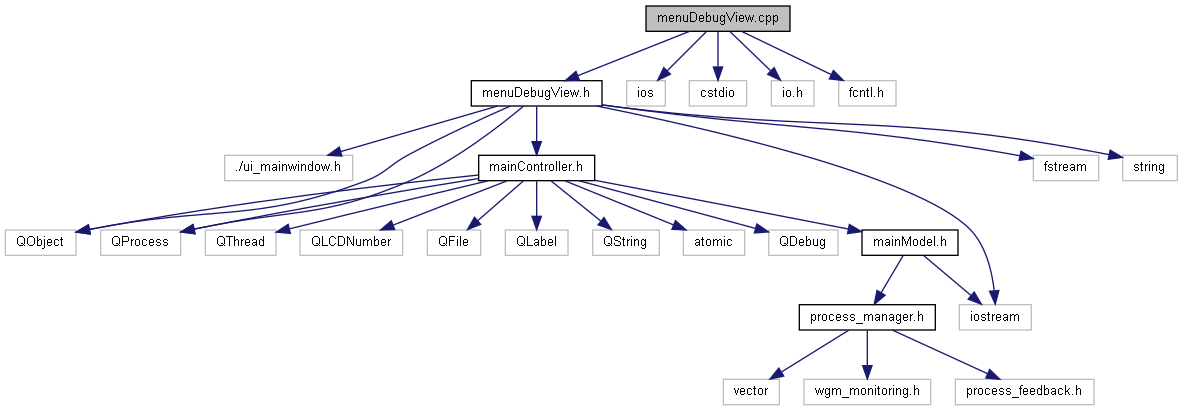 menuDebugView.cpp
menuDebugView.h
ios
cstdio
io.h
fcntl.h
./ui_mainwindow.h
mainController.h
fstream
string
QObject
QProcess
QThread
QLCDNumber
QFile
QLabel
QString
atomic
QDebug
mainModel.h
process_manager.h
iostream
vector
wgm_monitoring.h
process_feedback.h